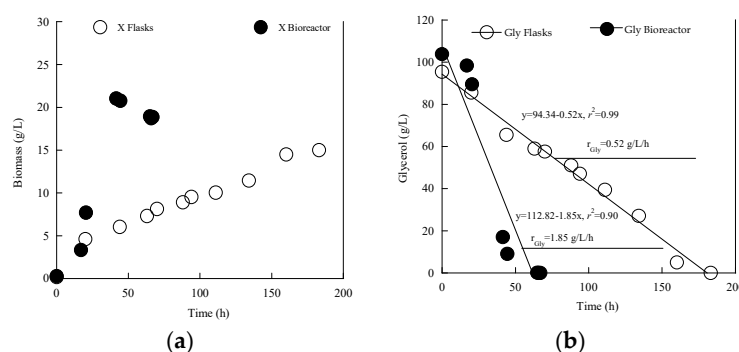 X Flasks X Bioreactor
35
30
25
20
15
10
5
0
Biomass (g/L)
0 50 100 150 200
Time (h)
(a)
Gly Flasks Gly Bioreactor
120
100
80
60
40
20
0
Glycerol (g/L)
y=94.34-0.52x, r²=0.99
rGly=0.52 g/L/h
y=112.82-1.85x, r²=0.90
rGly=1.85 g/L/h
0 50 100 150 200
Time (h)
(b)